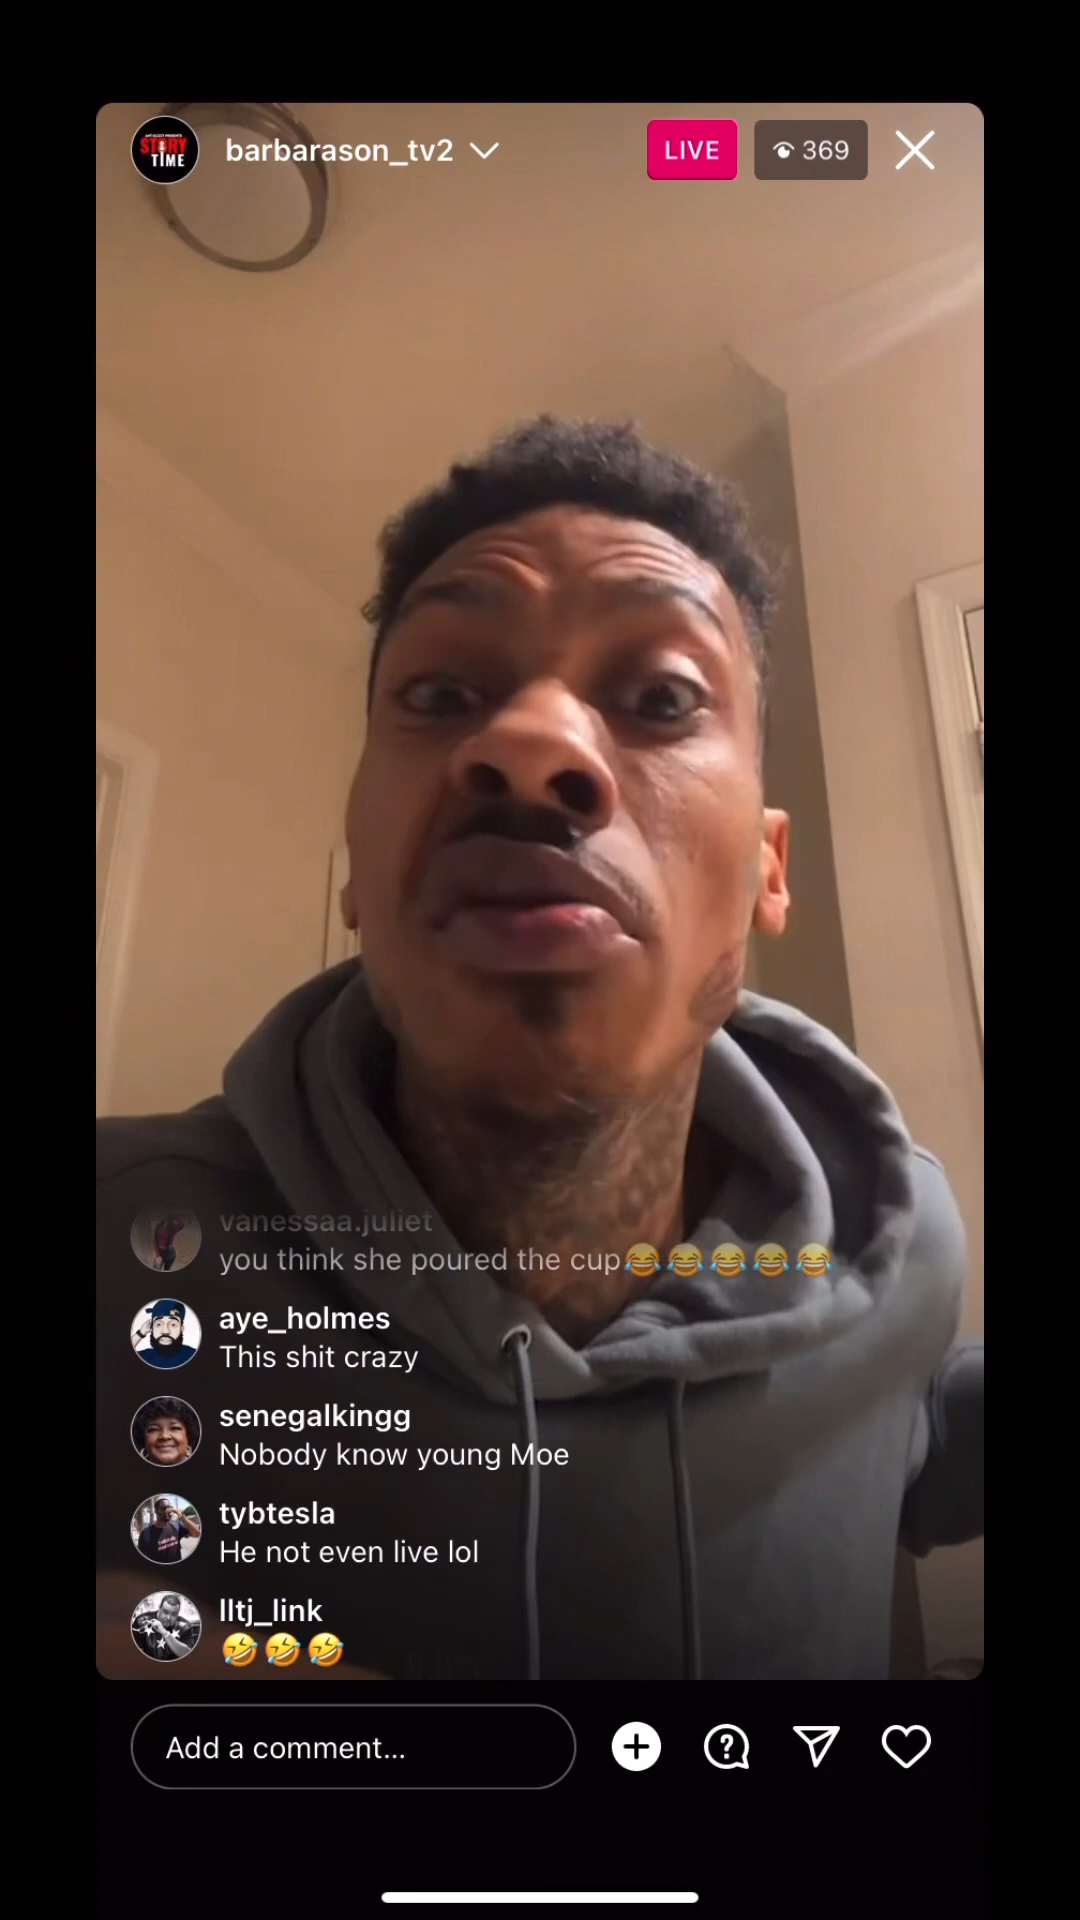 STORY
TIME
barbarason_tv2
LIVE
369
vanessaa.juliet
you think she poured the cup😂😂😂😂😂
aye_holmes
This shit crazy
senegalkingg
Nobody know young Moe
tybtesla
He not even live lol
lltj_link
🤣🤣🤣
Add a comment...